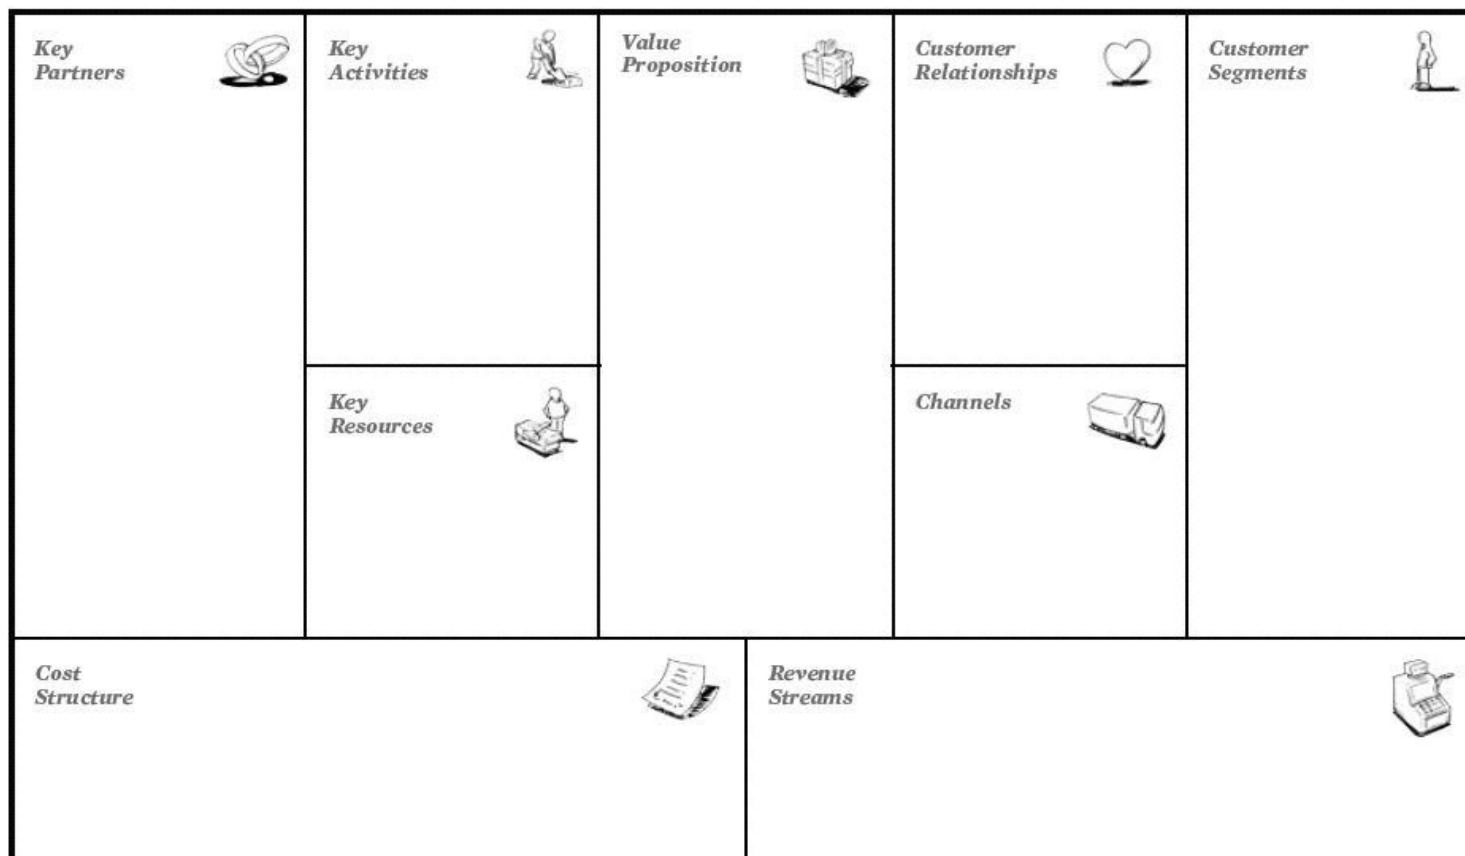 Key
Partners
Key
Activities
Value
Proposition
Customer
Relationships
Customer
Segments
Key
Resources
Channels
Cost
Structure
Revenue
Streams